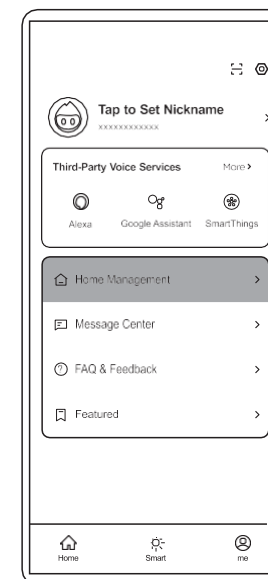 Tap to Set Nickname
xxxxxxxxxxxx
Third-Party Voice Services More
Alexa Google Assistant SmartThings
Home Management
Message Center
FAQ & Feedback
Featured
Home Smart me